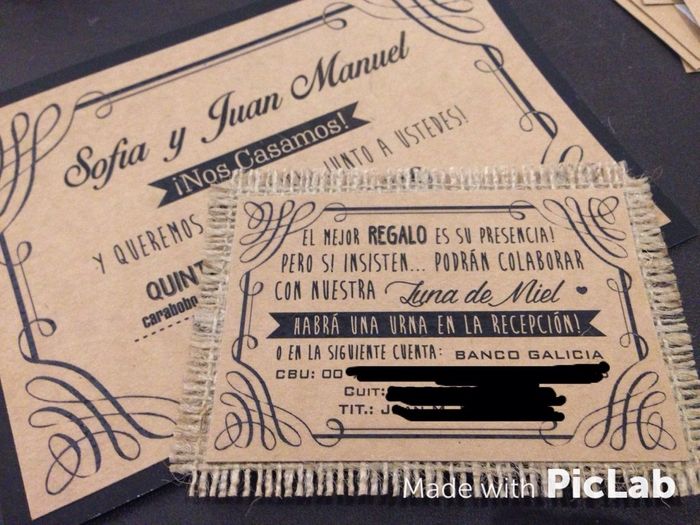 Sofia y Juan Manuel
¡Nos Casamos!
JUNTO A USTEDES!
Y QUEREMOS
QUINT
carabobo
EL MEJOR REGALO ES SU PRESENCIA!
PERO SI INSISTEN... PODRÁN COLABORAR
CON NUESTRA Luna de Miel
HABRÁ UNA URNA EN LA RECEPCIÓN!
O EN LA SIGUIENTE CUENTA: BANCO GALICIA
CBU: 00
Cuit:
TIT.:
Made with PicLab